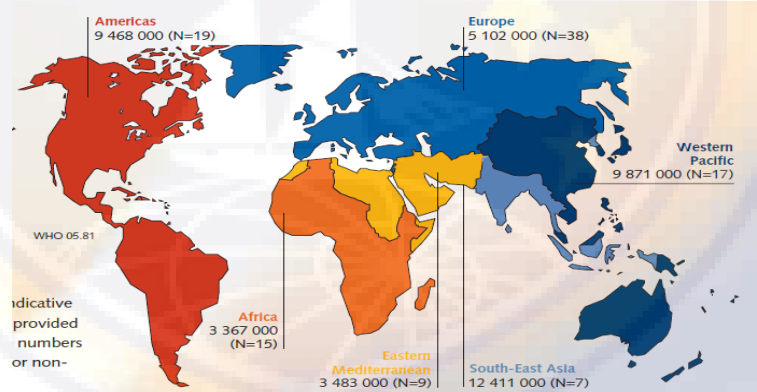 Americas
9 468 000 (N=19)
Europe
5 102 000 (N=38)
Western
Pacific
9 871 000 (N=17)
WHO 05.81
ndicative
provided
numbers
or non-
Africa
3 367 000
(N=15)
Eastern
Mediterranean
3 483 000 (N=9)
South-East Asia
12 411 000 (N=7)